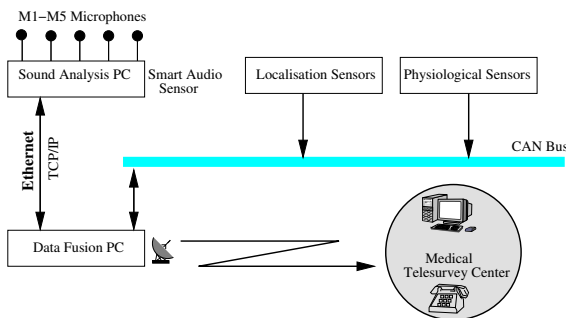 M1−M5 Microphones
Sound Analysis PC
Smart Audio
Sensor
Localisation Sensors
Physiological Sensors
Ethernet
TCP/IP
CAN Bus
Data Fusion PC
Medical
Telesurvey Center